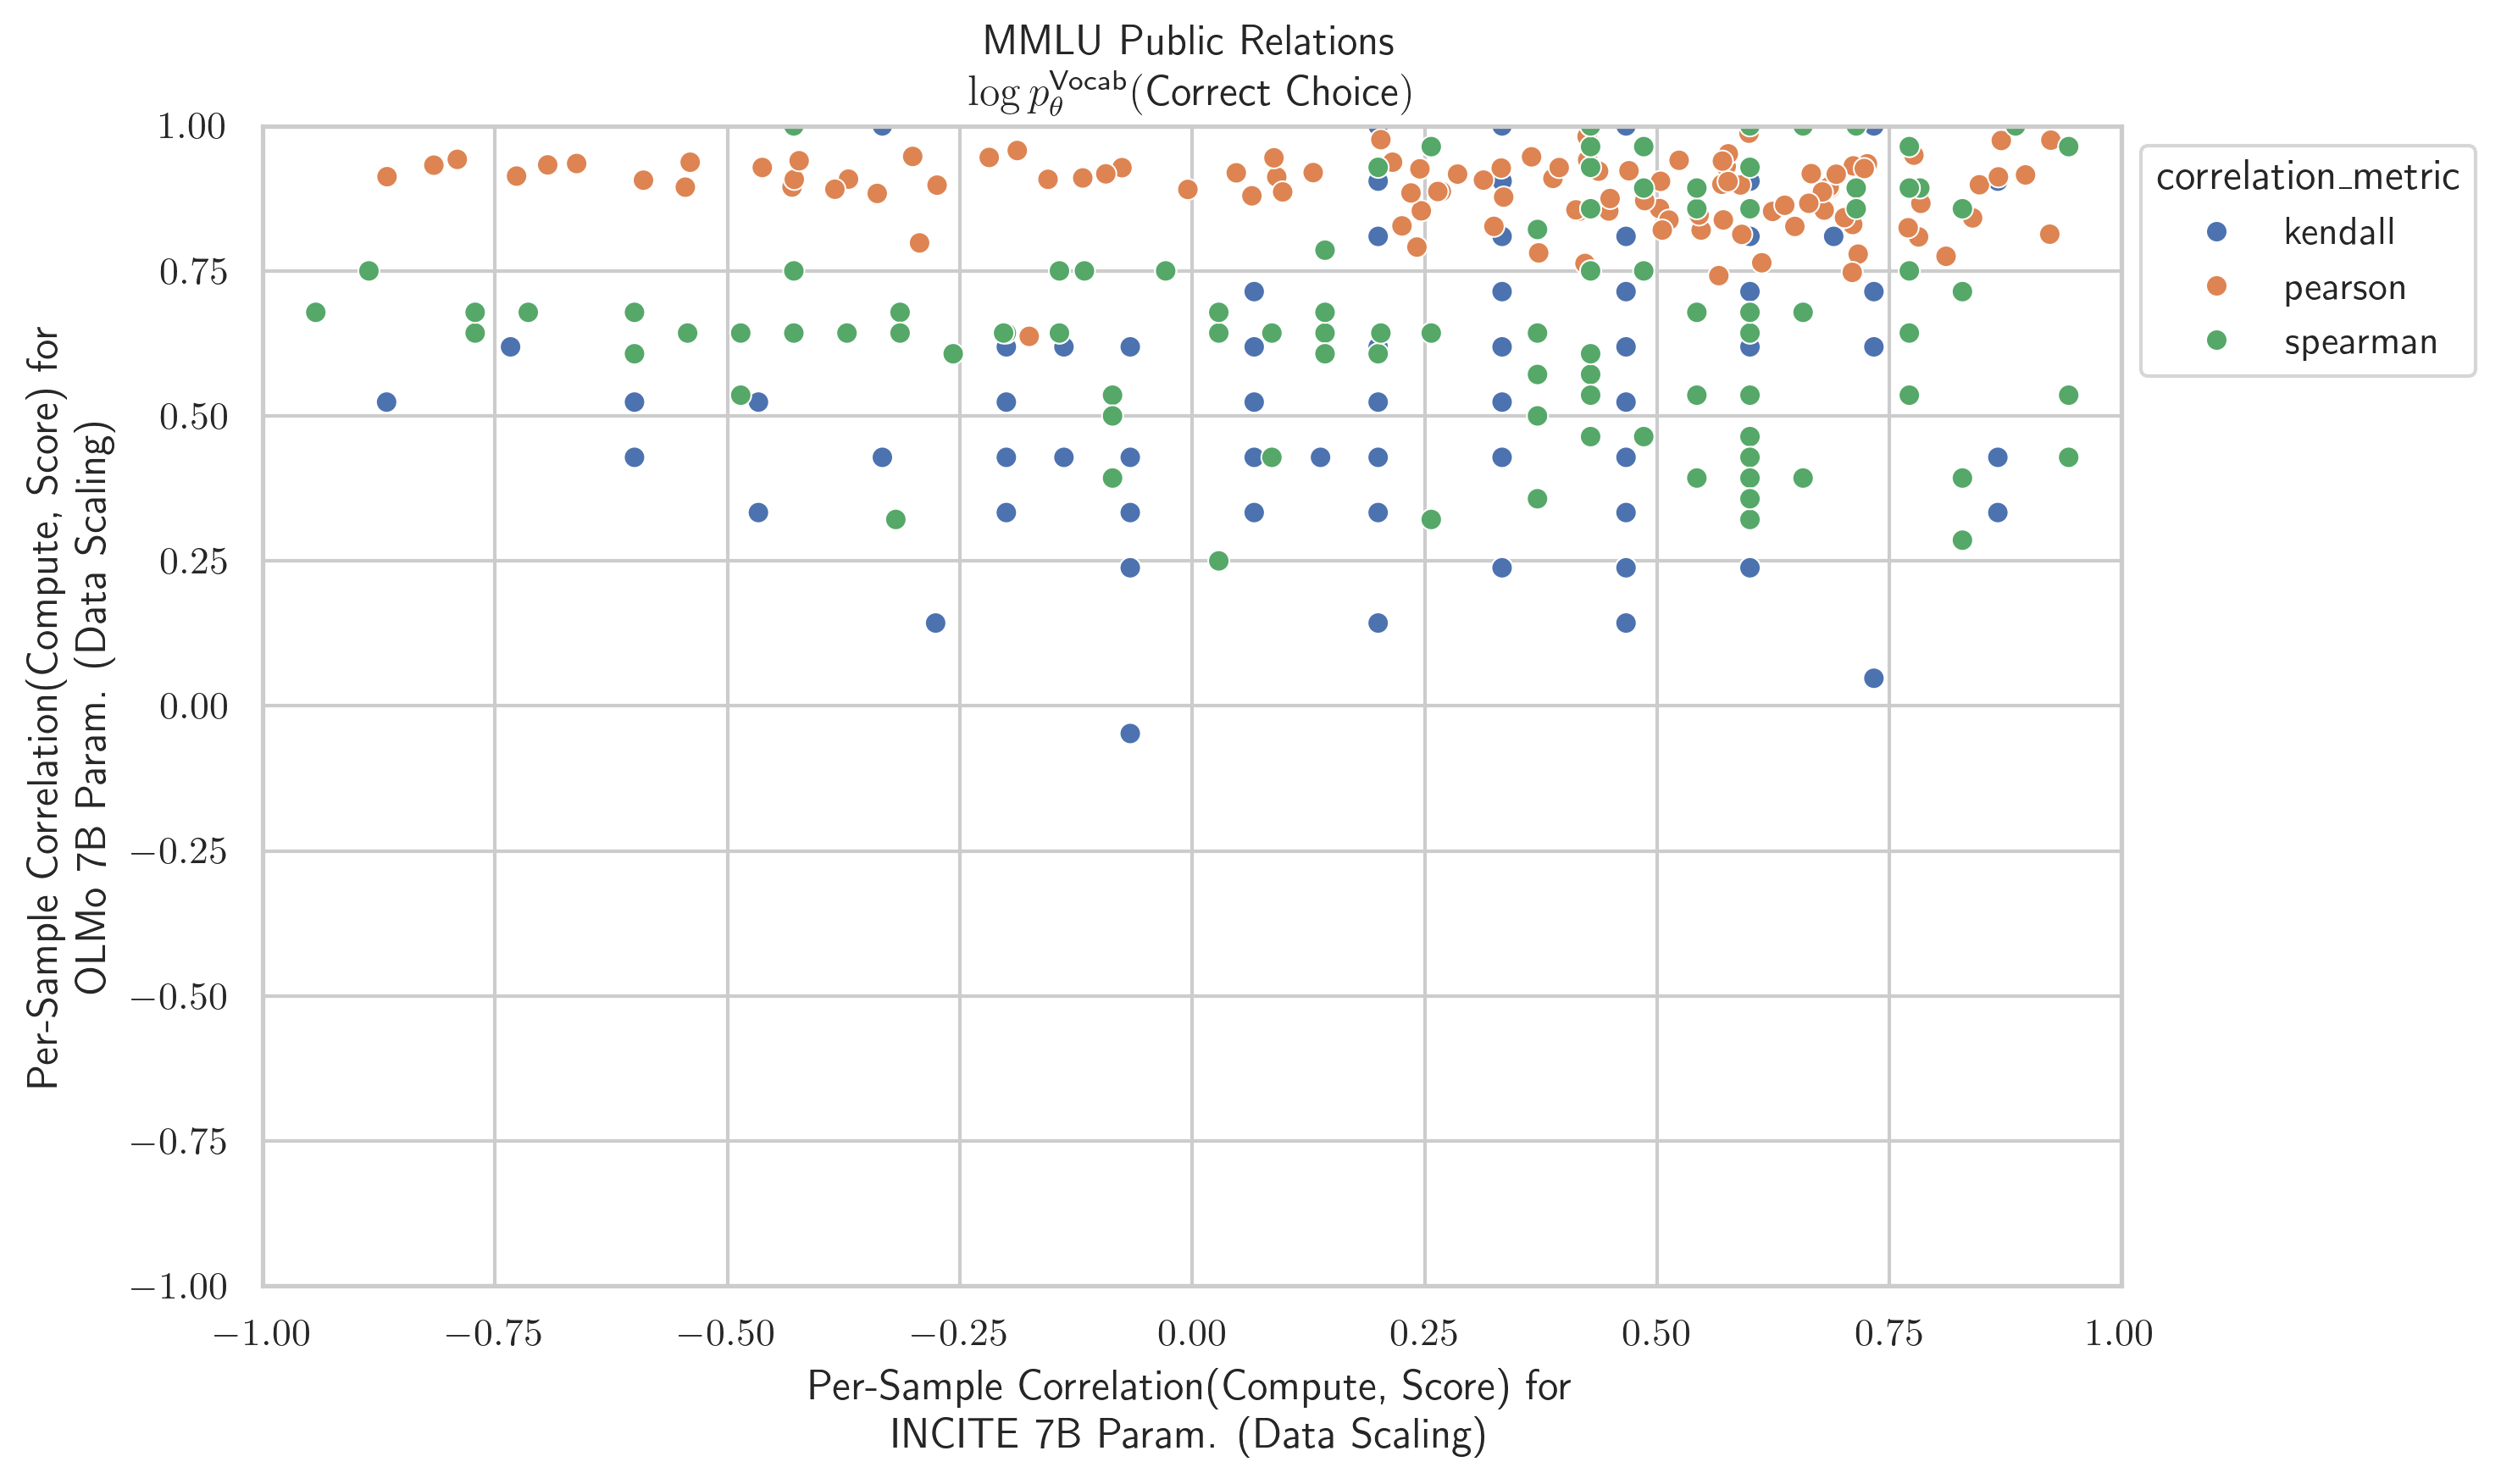 MMLU Public Relations
log p_θ^Vocab(Correct Choice)
1.00
0.75
0.50
0.25
0.00
−0.25
−0.50
−0.75
−1.00
Per-Sample Correlation(Compute, Score) for
OLMo 7B Param. (Data Scaling)
−1.00 −0.75 −0.50 −0.25 0.00 0.25 0.50 0.75 1.00
Per-Sample Correlation(Compute, Score) for
INCITE 7B Param. (Data Scaling)
correlation_metric
kendall
pearson
spearman